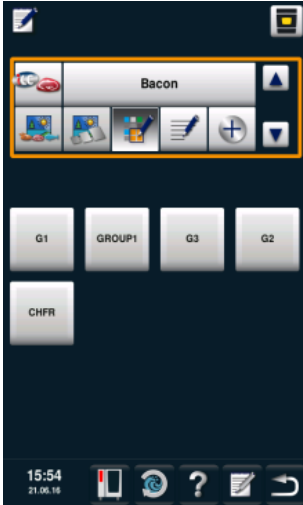 Bacon
G1
GROUP1
G3
G2
CHFR
15:54
21.06.16
?